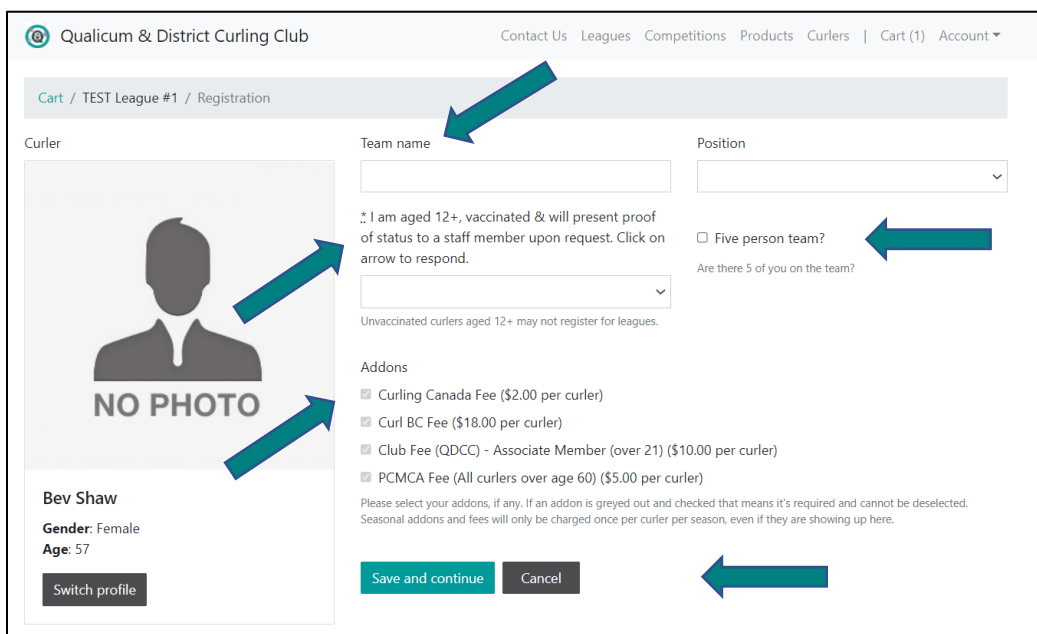 Qualicum & District Curling Club
Contact Us Leagues Competitions Products Curlers | Cart (1) Account
Cart / TEST League #1 / Registration
Curler
NO PHOTO
Bev Shaw
Gender: Female
Age: 57
Switch profile
Team name
Position
* I am aged 12+, vaccinated & will present proof
of status to a staff member upon request. Click on
arrow to respond.
Unvaccinated curlers aged 12+ may not register for leagues.
Five person team?
Are there 5 of you on the team?
Addons
Curling Canada Fee ($2.00 per curler)
Curl BC Fee ($18.00 per curler)
Club Fee (QDCC) - Associate Member (over 21) ($10.00 per curler)
PCMCA Fee (All curlers over age 60) ($5.00 per curler)
Please select your addons, if any. If an addon is greyed out and checked that means it's required and cannot be deselected.
Seasonal addons and fees will only be charged once per curler per season, even if they are showing up here.
Save and continue Cancel